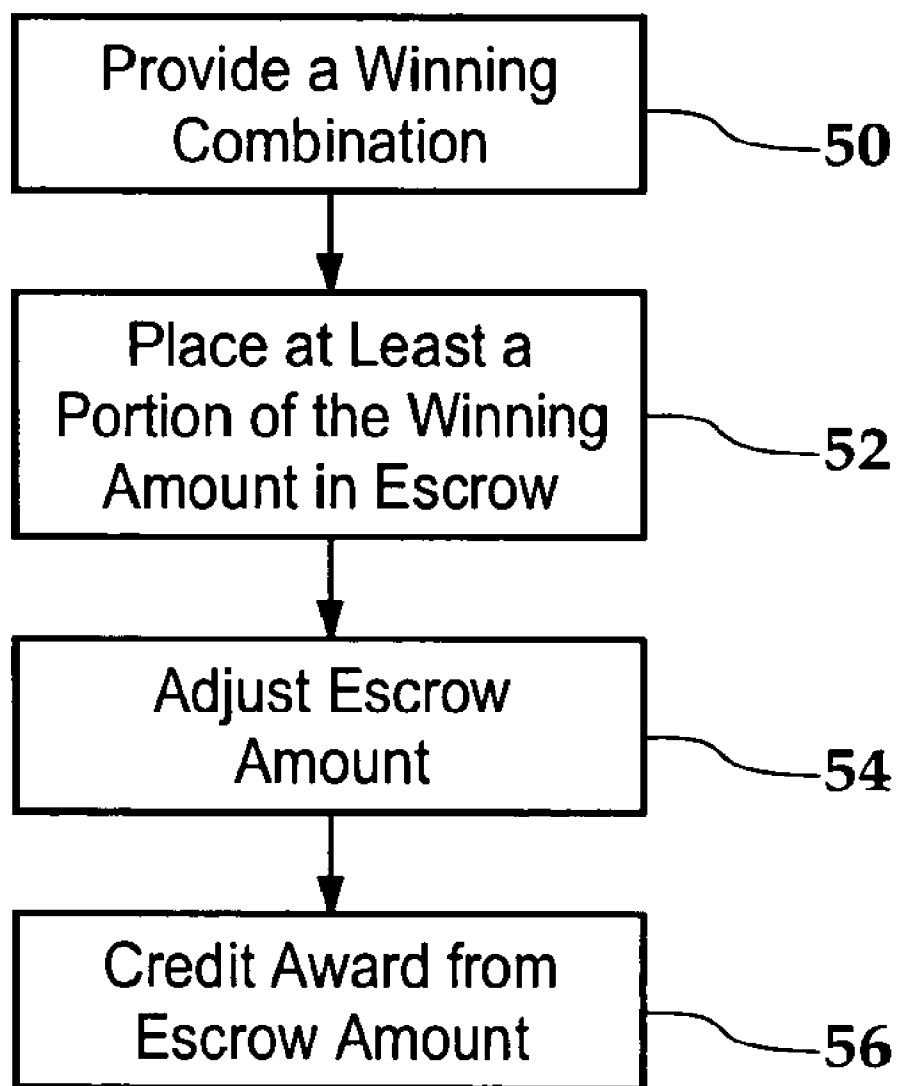 Provide a Winning
Combination
50
Place at Least a
Portion of the Winning
Amount in Escrow
52
Adjust Escrow
Amount
54
Credit Award from
Escrow Amount
56